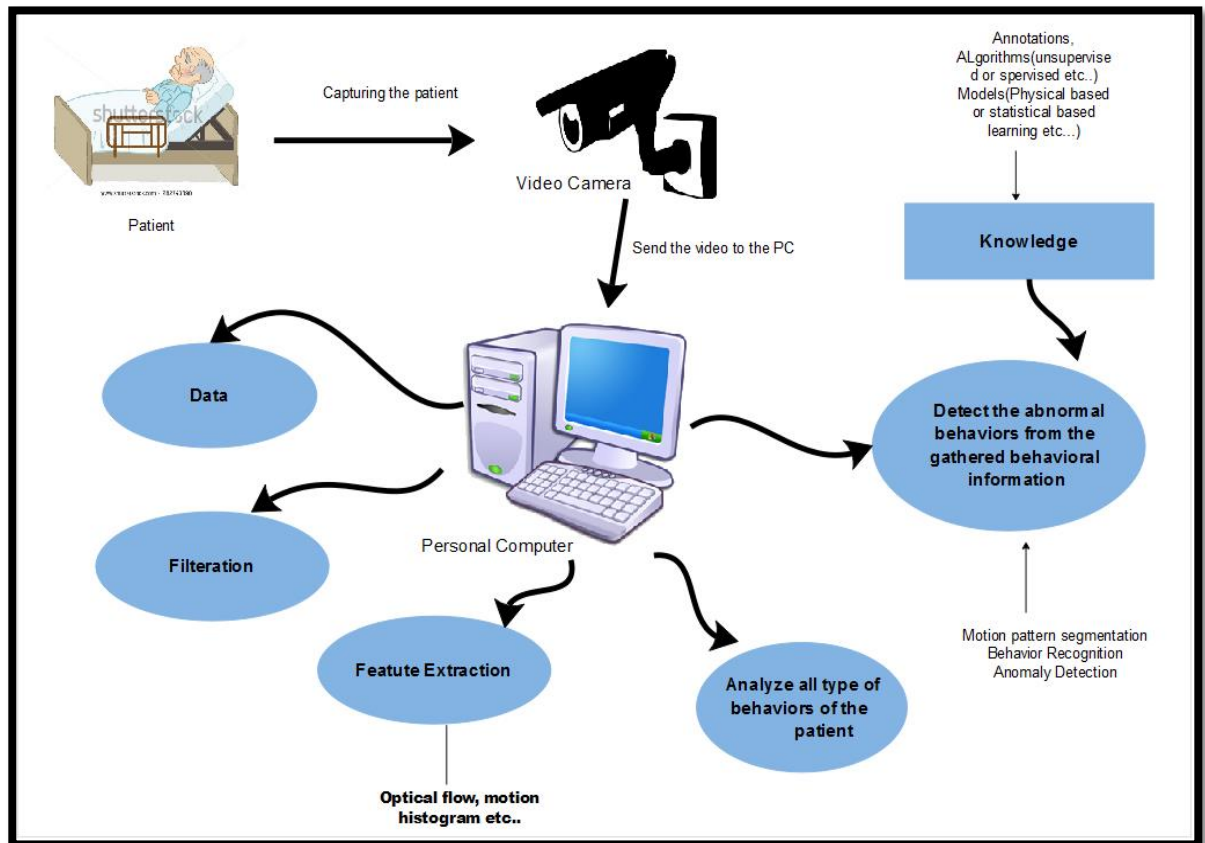 Annotations,
ALgorithms(unsupervise
d or spervised etc..)
Models(Physical based
or statistical based
learning etc...)
Capturing the patient
shutterstock
Video Camera
Patient
Send the video to the PC
Knowledge
Data
Detect the abnormal
behaviors from the
gathered behavioral
information
Filteration
Personal Computer
Motion pattern segmentation
Behavior Recognition
Anomaly Detection
Featute Extraction
Analyze all type of
behaviors of the
patient
Optical flow, motion
histogram etc..